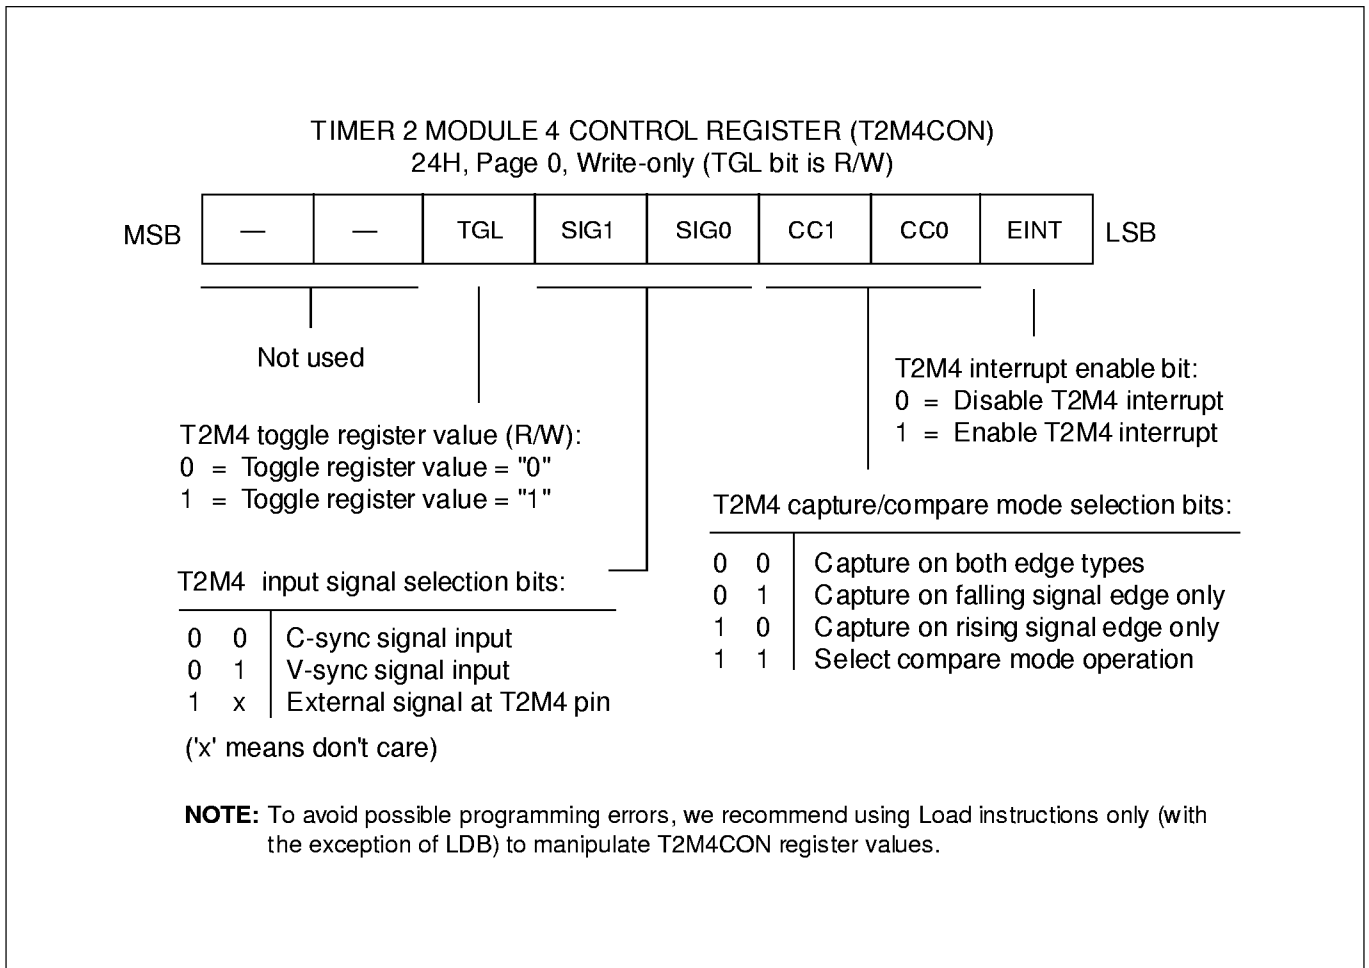 TIMER 2 MODULE 4 CONTROL REGISTER (T2M4CON)
24H, Page 0, Write-only (TGL bit is R/W)
MSB — — TGL SIG1 SIG0 CC1 CC0 EINT LSB
Not used
T2M4 interrupt enable bit:
0 = Disable T2M4 interrupt
1 = Enable T2M4 interrupt
T2M4 toggle register value (R/W):
0 = Toggle register value = "0"
1 = Toggle register value = "1"
T2M4 capture/compare mode selection bits:
0 0 Capture on both edge types
0 1 Capture on falling signal edge only
1 0 Capture on rising signal edge only
1 1 Select compare mode operation
T2M4 input signal selection bits:
0 0 C-sync signal input
0 1 V-sync signal input
1 x External signal at T2M4 pin
('x' means don't care)
NOTE: To avoid possible programming errors, we recommend using Load instructions only (with
the exception of LDB) to manipulate T2M4CON register values.